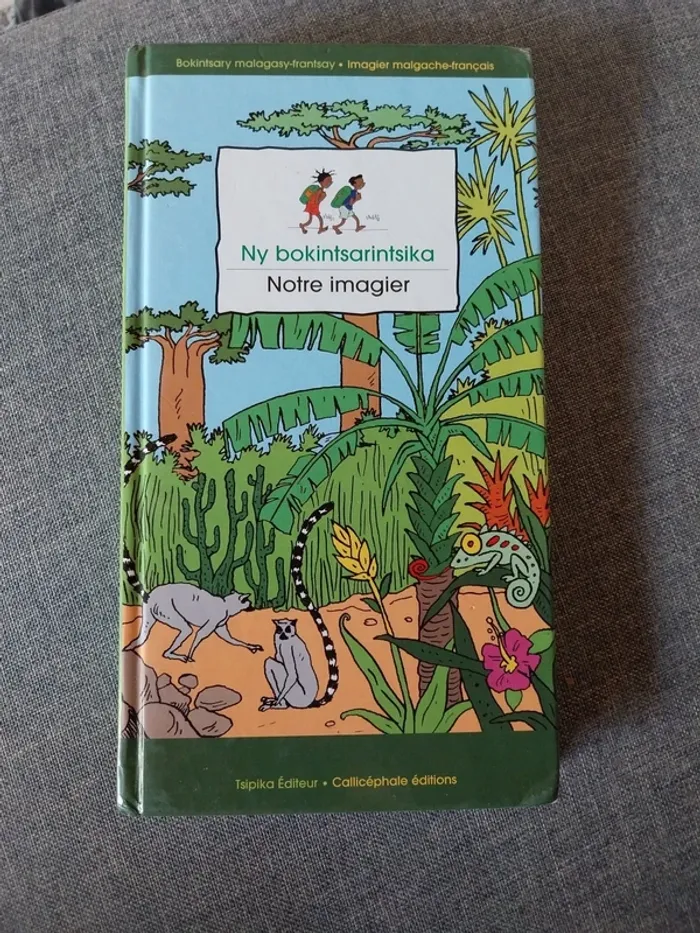 Bokintsary malagasy-frantsay • Imagier malgache-français
Ny bokintsarintsika
Notre imagier
Tsipika Éditeur • Callicéphale éditions